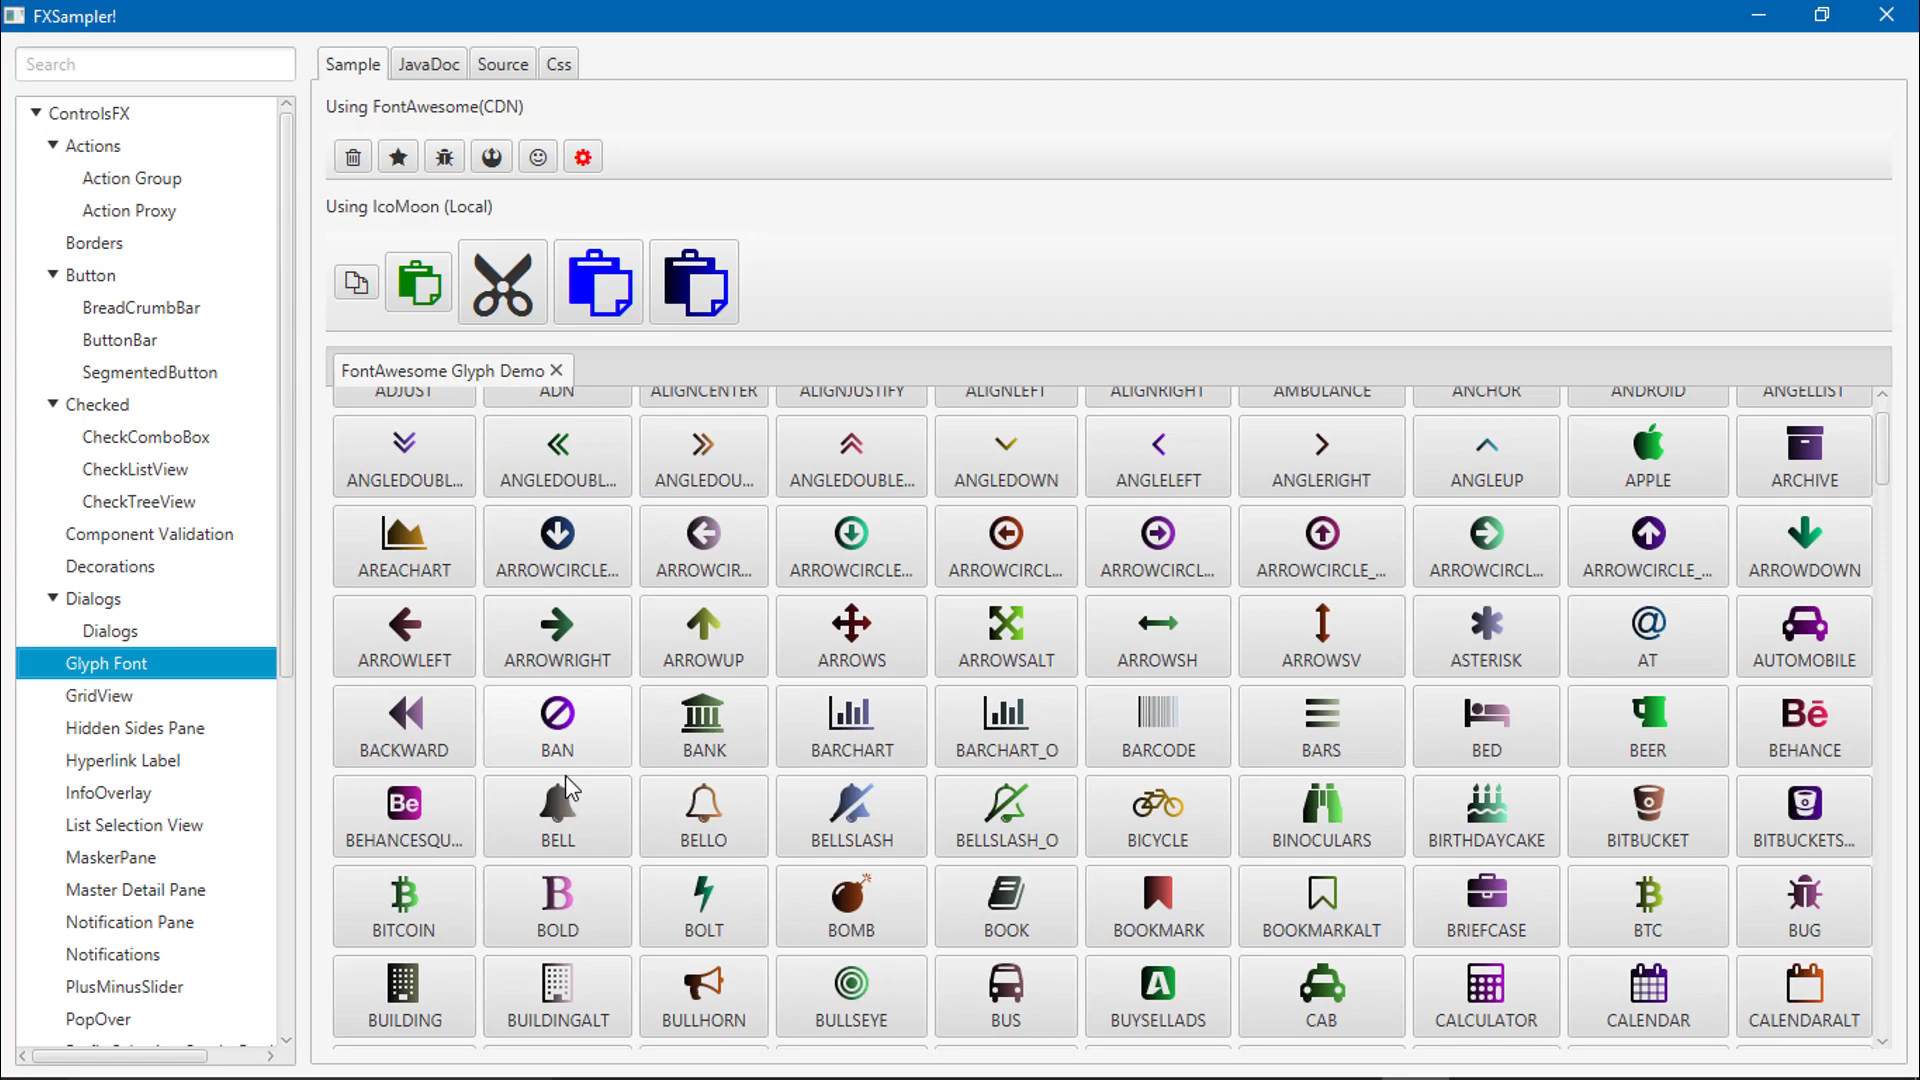 FXSampler!
Search
ControlsFX
Actions
Action Group
Action Proxy
Borders
Button
BreadCrumbBar
ButtonBar
SegmentedButton
Checked
CheckComboBox
CheckListView
CheckTreeView
Component Validation
Decorations
Dialogs
Dialogs
Glyph Font
GridView
Hidden Sides Pane
Hyperlink Label
InfoOverlay
List Selection View
MaskerPane
Master Detail Pane
Notification Pane
Notifications
PlusMinusSlider
PopOver
Sample JavaDoc Source Css
Using FontAwesome(CDN)
Using IcoMoon (Local)
FontAwesome Glyph Demo
ADJUST ADN ALIGNCENTER ALIGNJUSTIFY ALIGNLEFT ALIGNRIGHT AMBULANCE ANCHOR ANDROID ANGELLIST
ANGLEDOUBL... ANGLEDOUBL... ANGLEDOU... ANGLEDOUBLE... ANGLEDOWN ANGLELEFT ANGLERIGHT ANGLEUP APPLE ARCHIVE
AREACHART ARROWCIRCLE... ARROWCIR... ARROWCIRCLE... ARROWCIRCL... ARROWCIRCL... ARROWCIRCLE_... ARROWCIRCL... ARROWCIRCLE_... ARROWDOWN
@
ARROWLEFT ARROWRIGHT ARROWUP ARROWS ARROWSALT ARROWSH ARROWSV ASTERISK AT AUTOMOBILE
Bē
BACKWARD BAN BANK BARCHART BARCHART_O BARCODE BARS BED BEER BEHANCE
Be
BEHANCESQU... BELL BELLO BELLSLASH BELLSLASH_O BICYCLE BINOCULARS BIRTHDAYCAKE BITBUCKET BITBUCKETS...
B
BITCOIN BOLD BOLT BOMB BOOK BOOKMARK BOOKMARKALT BRIEFCASE BTC BUG
A
BUILDING BUILDINGALT BULLHORN BULLSEYE BUS BUYSELLADS CAB CALCULATOR CALENDAR CALENDARALT